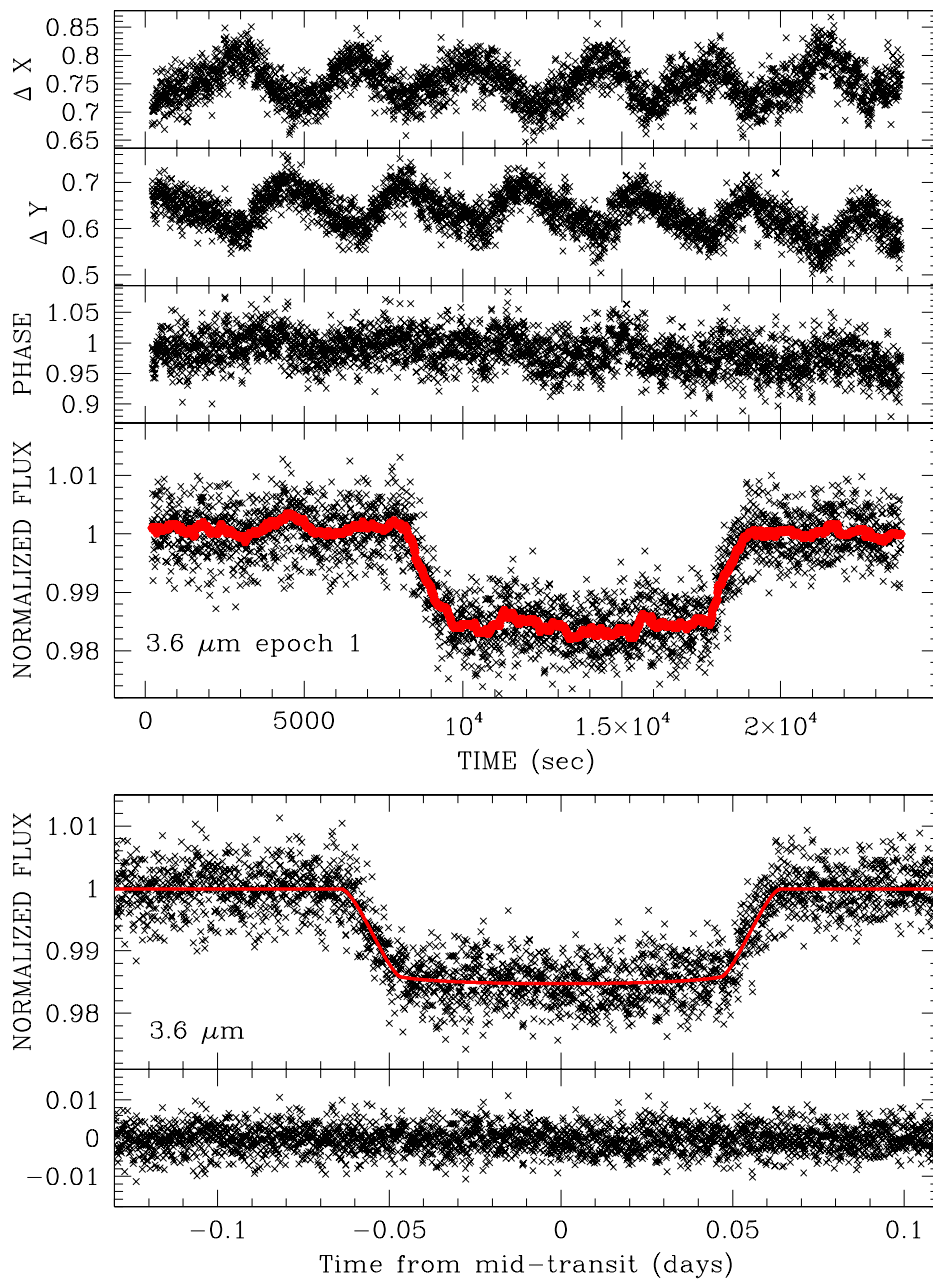 0.85
0.8
0.75
0.7
0.65
Δ X
0.7
0.6
0.5
Δ Y
1.05
1
0.95
0.9
PHASE
1.01
1
0.99
0.98
NORMALIZED FLUX
3.6 μm epoch 1
0 5000 10⁴ 1.5×10⁴ 2×10⁴
TIME (sec)
1.01
1
0.99
0.98
NORMALIZED FLUX
3.6 μm
0.01
0
−0.01
−0.1 −0.05 0 0.05 0.1
Time from mid−transit (days)